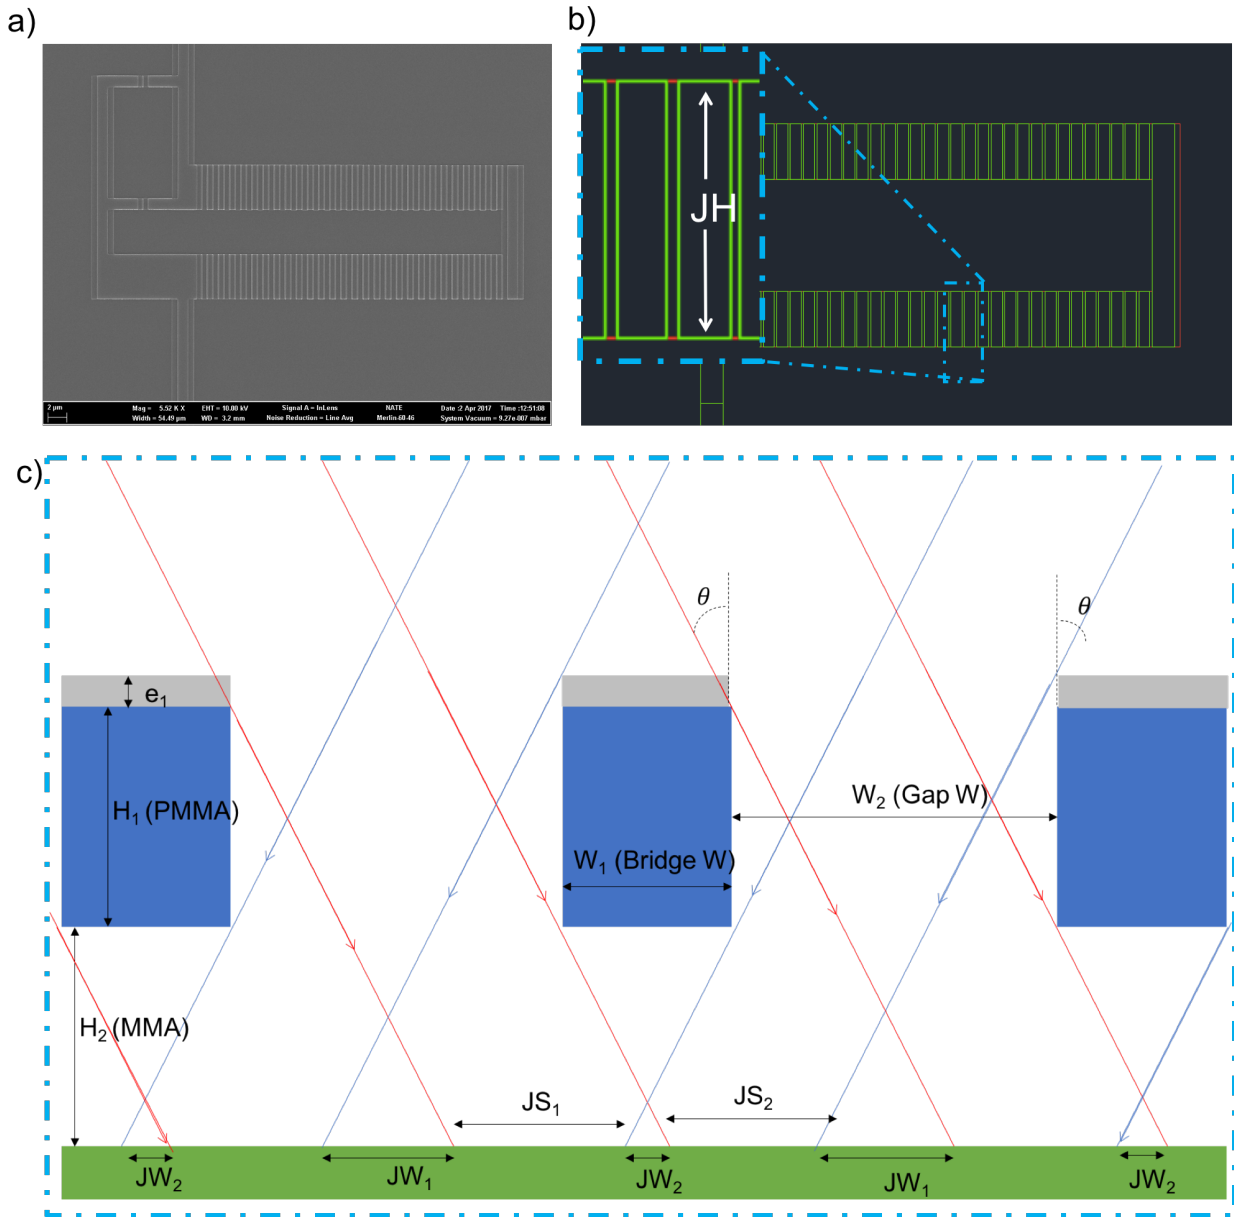 a)
2 µm
Mag = 5.52 K X
EHT = 10.00 kV
Signal A = InLens
NATE
Date :2 Apr 2017 Time :12:51:08
Width = 54.49 µm
WD = 3.2 mm
Noise Reduction = Line Avg
Merlin-60-46
System Vacuum = 9.27e-007 mbar
b)
JH
c)
θ
θ
e₁
H₁ (PMMA)
W₂ (Gap W)
W₁ (Bridge W)
H₂ (MMA)
JS₁
JS₂
JW₂
JW₁
JW₂
JW₁
JW₂